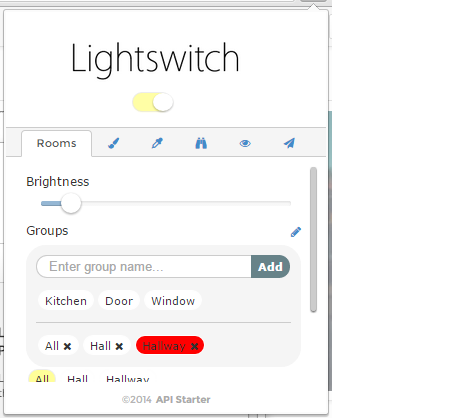 Lightswitch
Rooms
Brightness
Groups
Enter group name... Add
Kitchen Door Window
All × Hall × Hallway ×
All Hall Hallway
©2014 API Starter